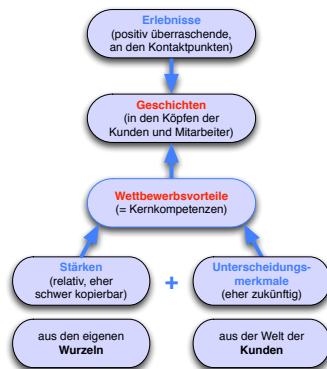 Erlebnisse
(positiv überraschende,
an den Kontaktpunkten)
Geschichten
(in den Köpfen der
Kunden und Mitarbeiter)
Wettbewerbsvorteile
(= Kernkompetenzen)
Stärken
(relativ, eher
schwer kopierbar)
+
Unterscheidungs-
merkmale
(eher zukünftig)
aus den eigenen
Wurzeln
aus der Welt der
Kunden